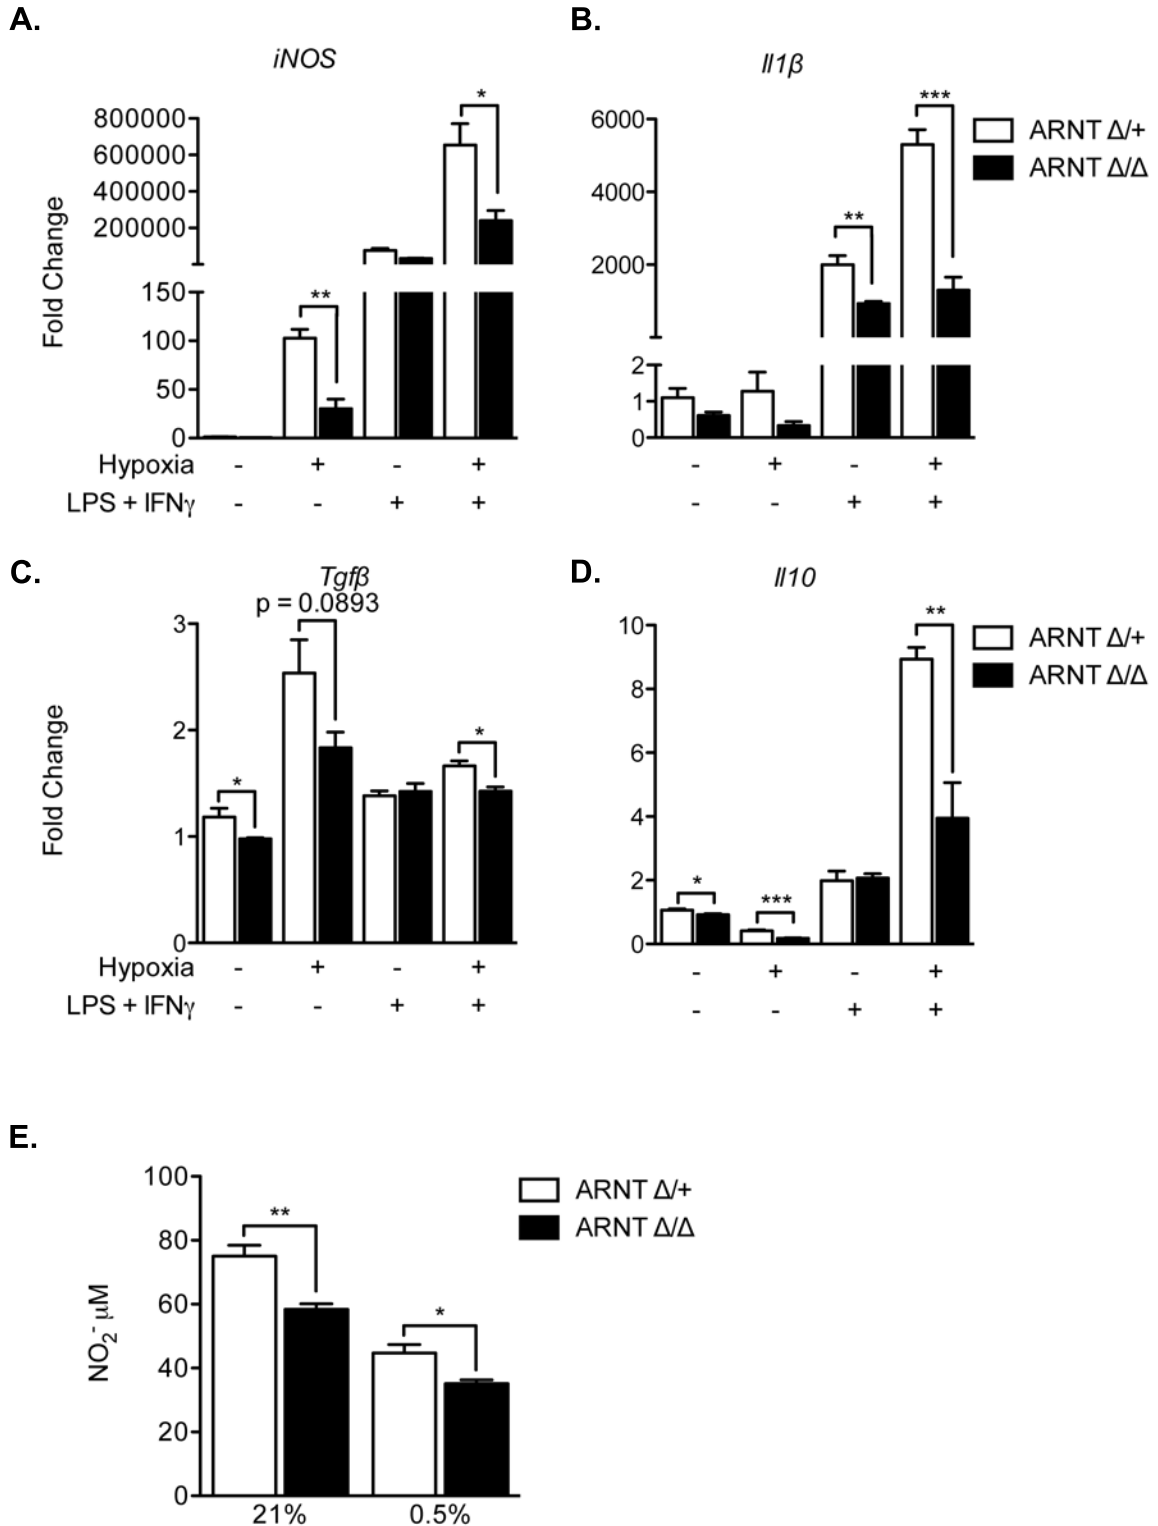 A.
iNOS
*
800000
600000
400000
200000
**
150
100
50
0
Fold Change
Hypoxia - + - +
LPS + IFNγ - - + +
B.
Il1β
***
6000
4000
**
2000
2
1
0
- + - +
- - + +
ARNT Δ/+
ARNT Δ/Δ
C.
Tgfβ
p = 0.0893
3
2
*
*
1
0
Fold Change
Hypoxia - + - +
LPS + IFNγ - - + +
D.
Il10
**
10
8
6
4
2
* ***
0
- + - +
- - + +
ARNT Δ/+
ARNT Δ/Δ
E.
100
**
80
60
*
40
20
0
NO₂⁻ μM
21% 0.5%
ARNT Δ/+
ARNT Δ/Δ